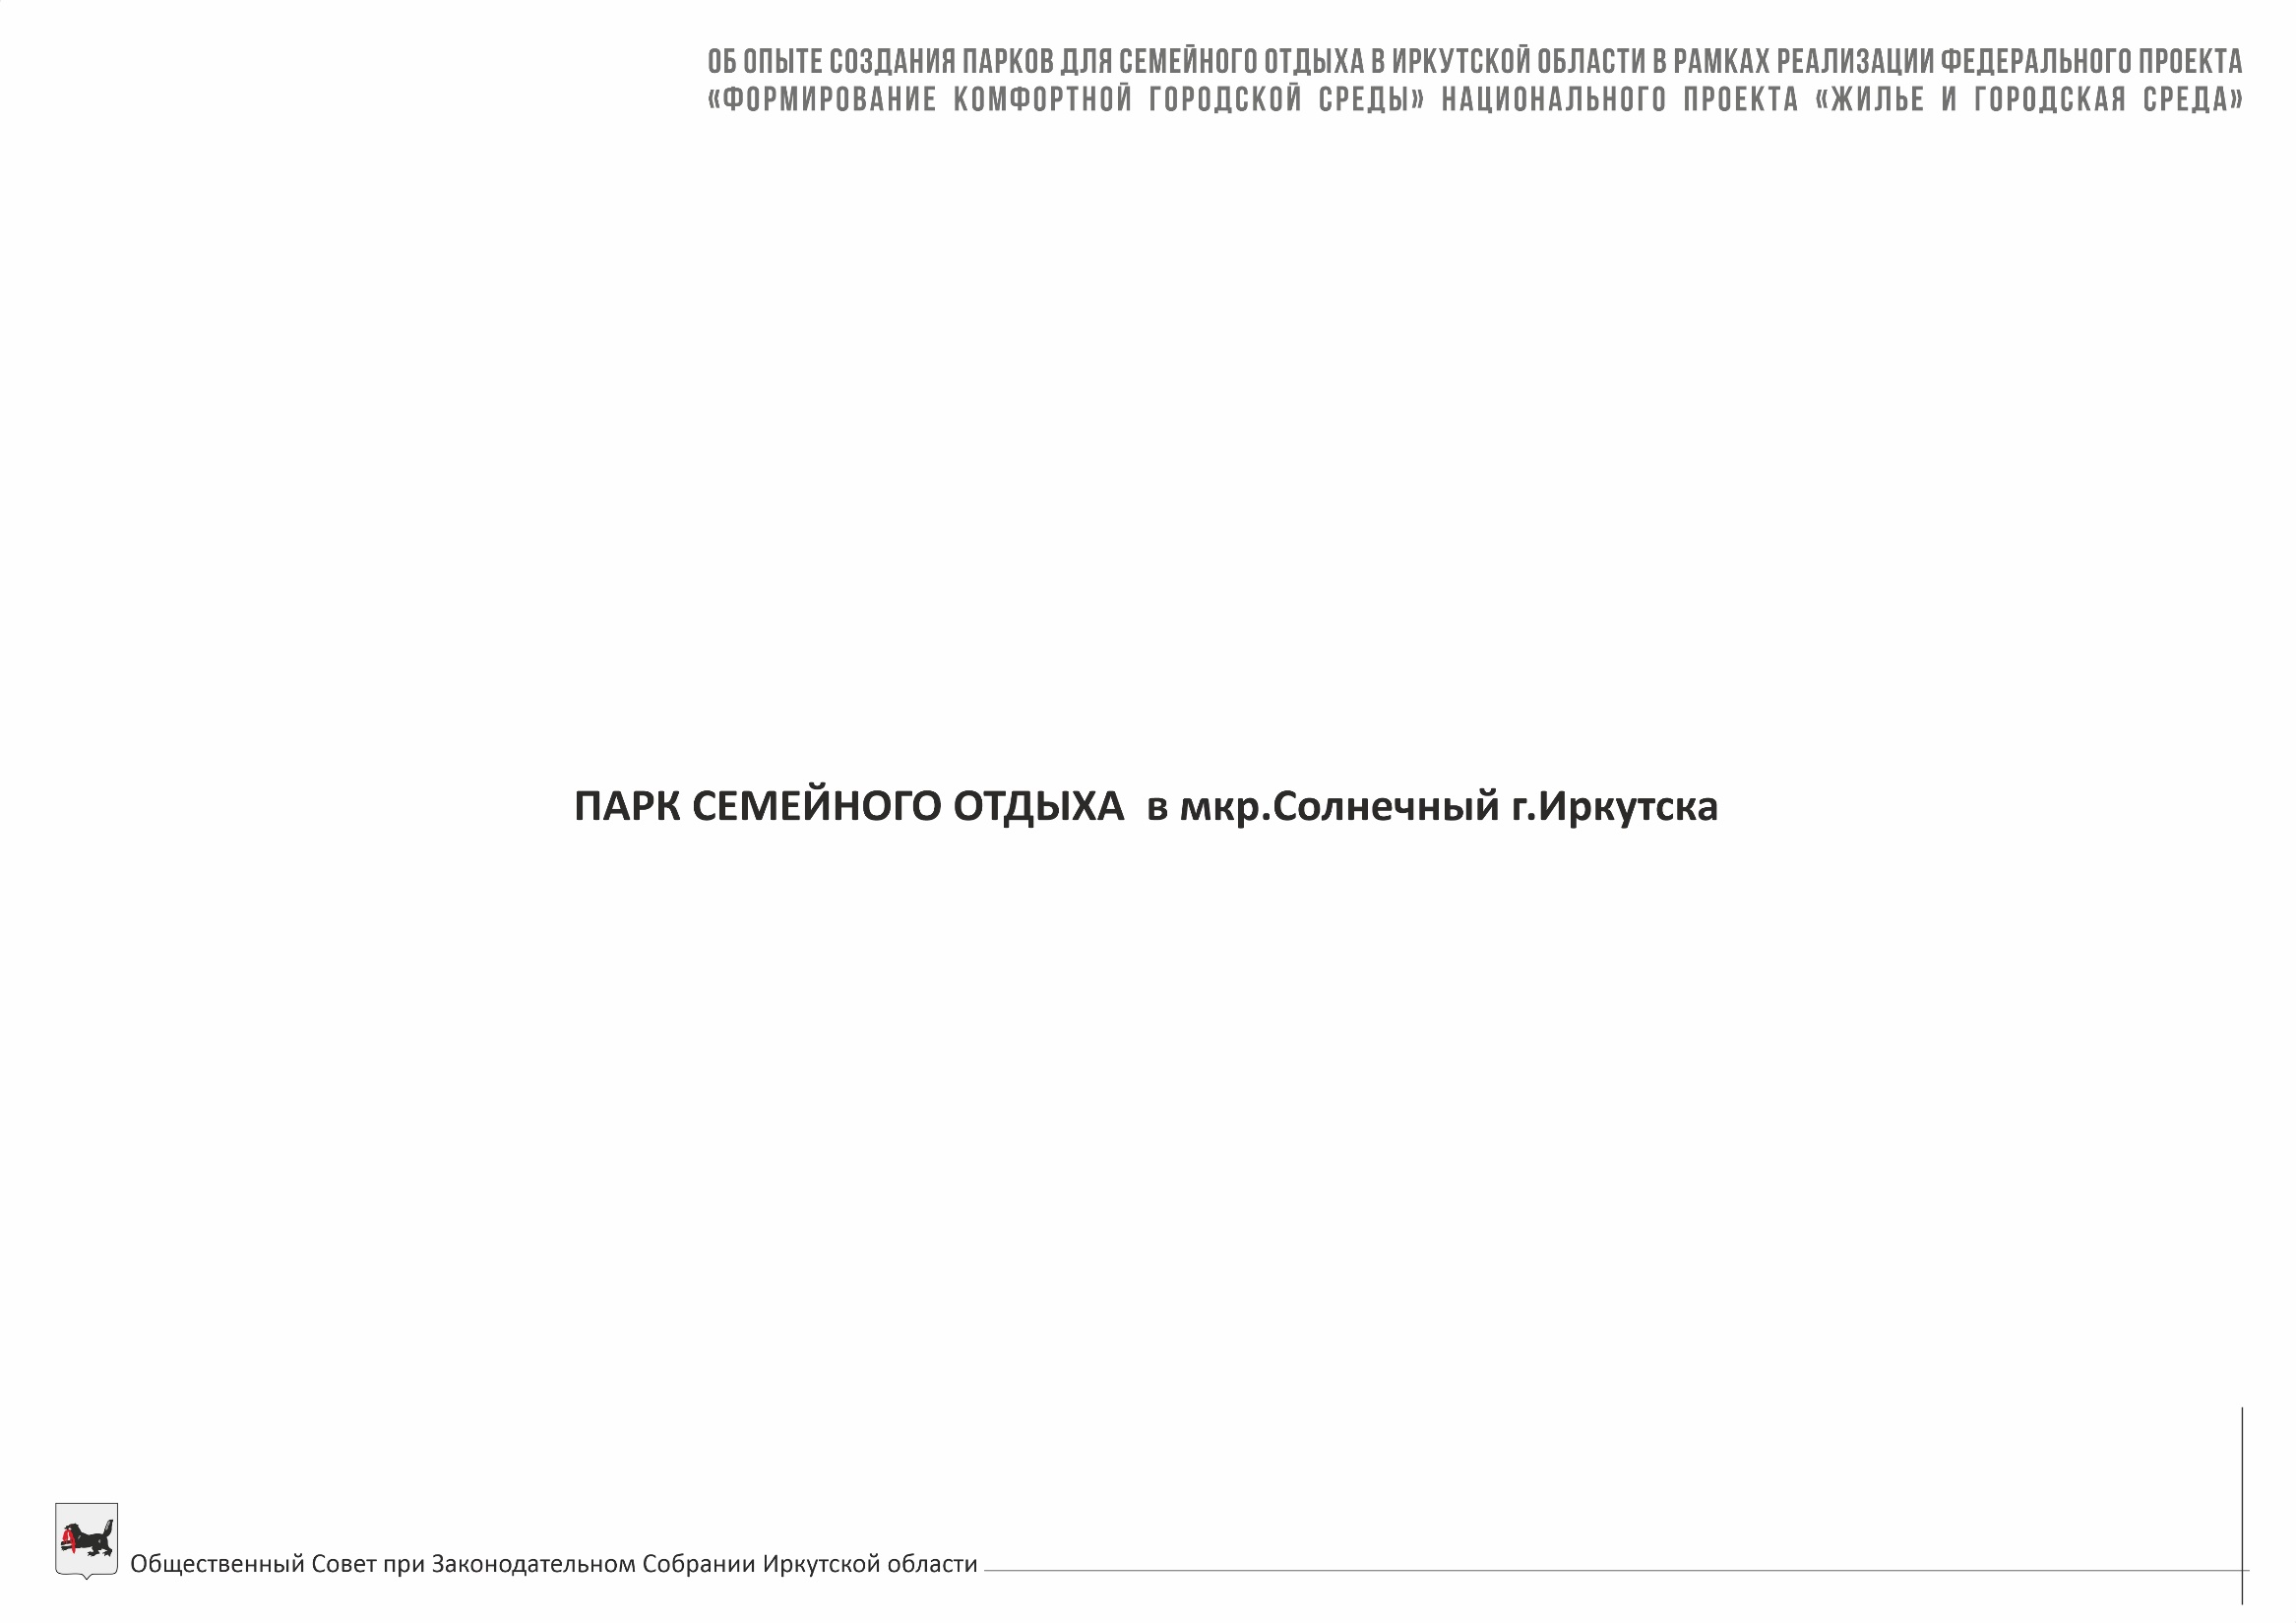 ОБ ОПЫТЕ СОЗДАНИЯ ПАРКОВ ДЛЯ СЕМЕЙНОГО ОТДЫХА В ИРКУТСКОЙ ОБЛАСТИ В РАМКАХ РЕАЛИЗАЦИИ ФЕДЕРАЛЬНОГО ПРОЕКТА
«ФОРМИРОВАНИЕ КОМФОРТНОЙ ГОРОДСКОЙ СРЕДЫ» НАЦИОНАЛЬНОГО ПРОЕКТА «ЖИЛЬЕ И ГОРОДСКАЯ СРЕДА»
ПАРК СЕМЕЙНОГО ОТДЫХА в мкр.Солнечный г.Иркутска
Общественный Совет при Законодательном Собрании Иркутской области